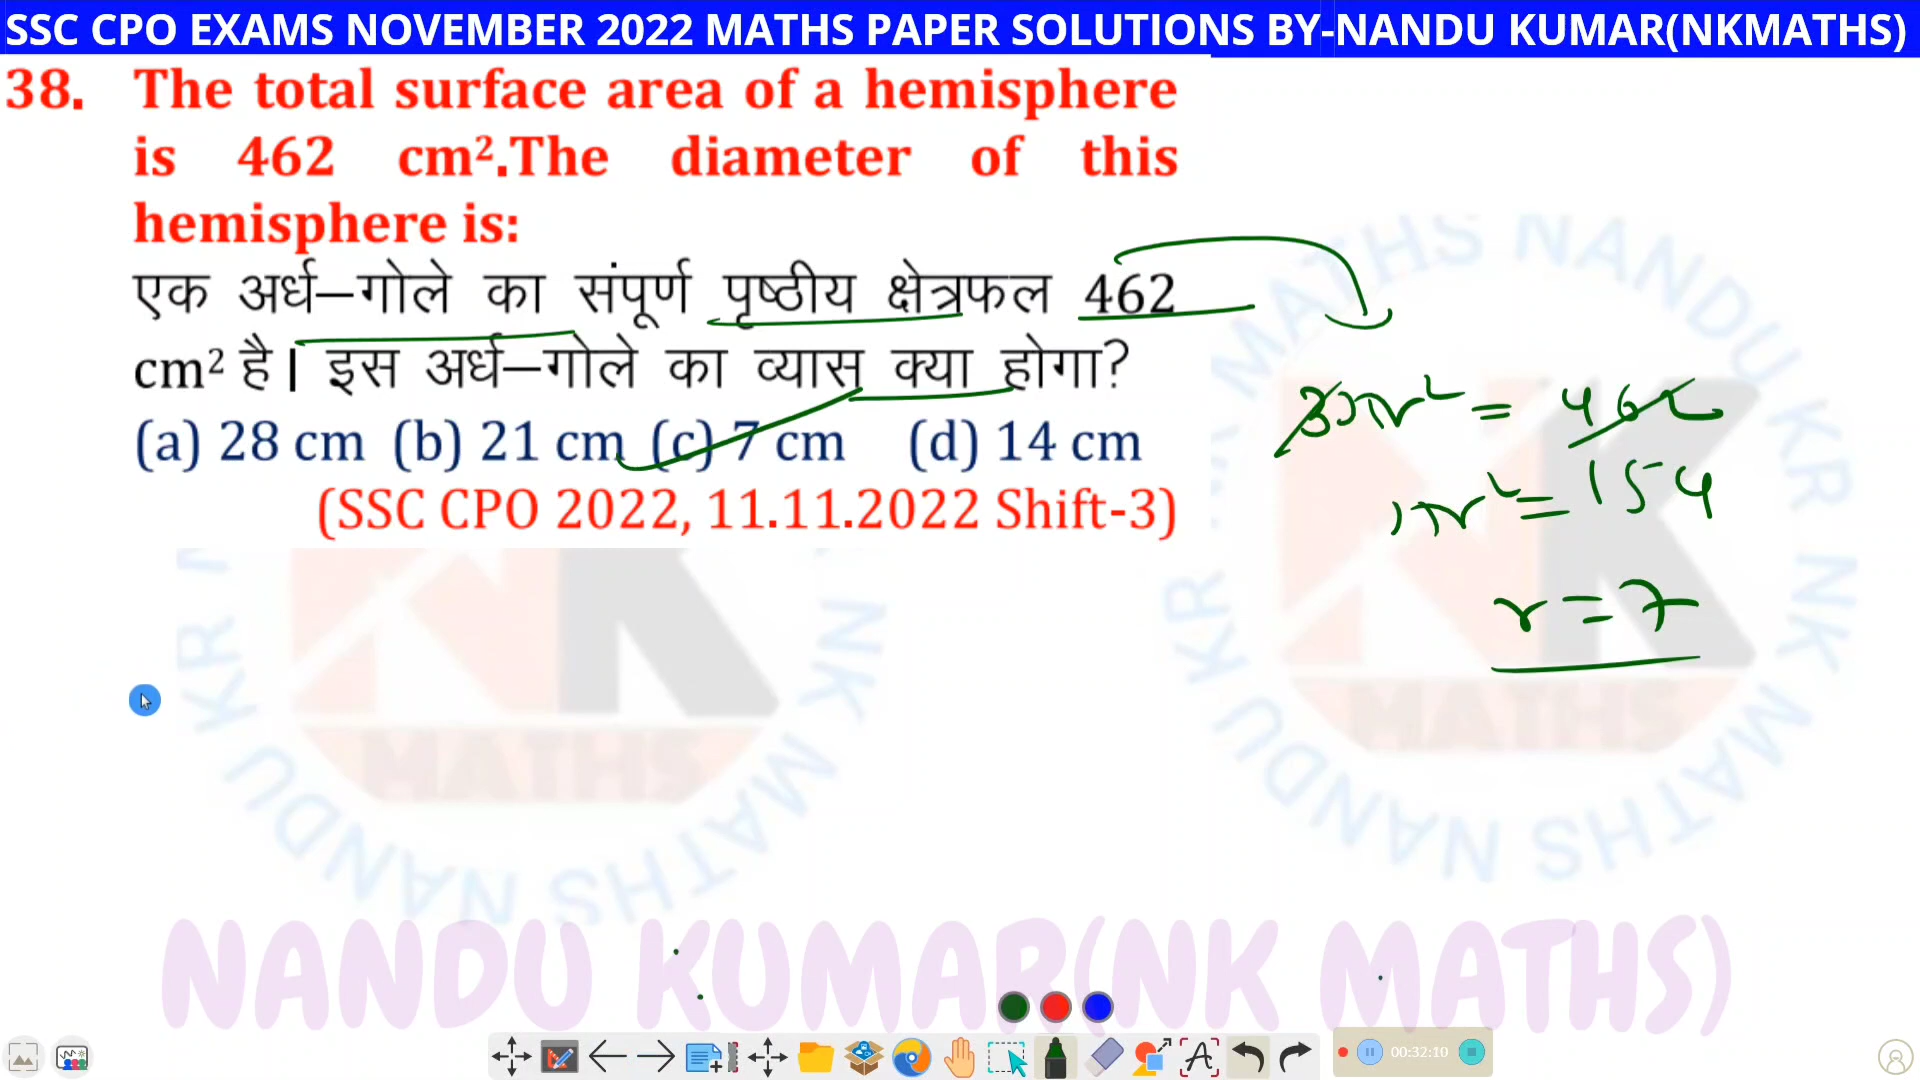 SSC CPO EXAMS NOVEMBER 2022 MATHS PAPER SOLUTIONS BY-NANDU KUMAR(NKMATHS)
38. The total surface area of a hemisphere
is 462 cm².The diameter of this
hemisphere is:
एक अर्ध–गोले का संपूर्ण पृष्ठीय क्षेत्रफल 462
cm² है। इस अर्ध–गोले का व्यास क्या होगा?
(a) 28 cm (b) 21 cm (c) 7 cm (d) 14 cm
(SSC CPO 2022, 11.11.2022 Shift-3)
3πr² = 462
πr² = 154
r = 7
NANDU KUMAR(NK MATHS)
00:32:10